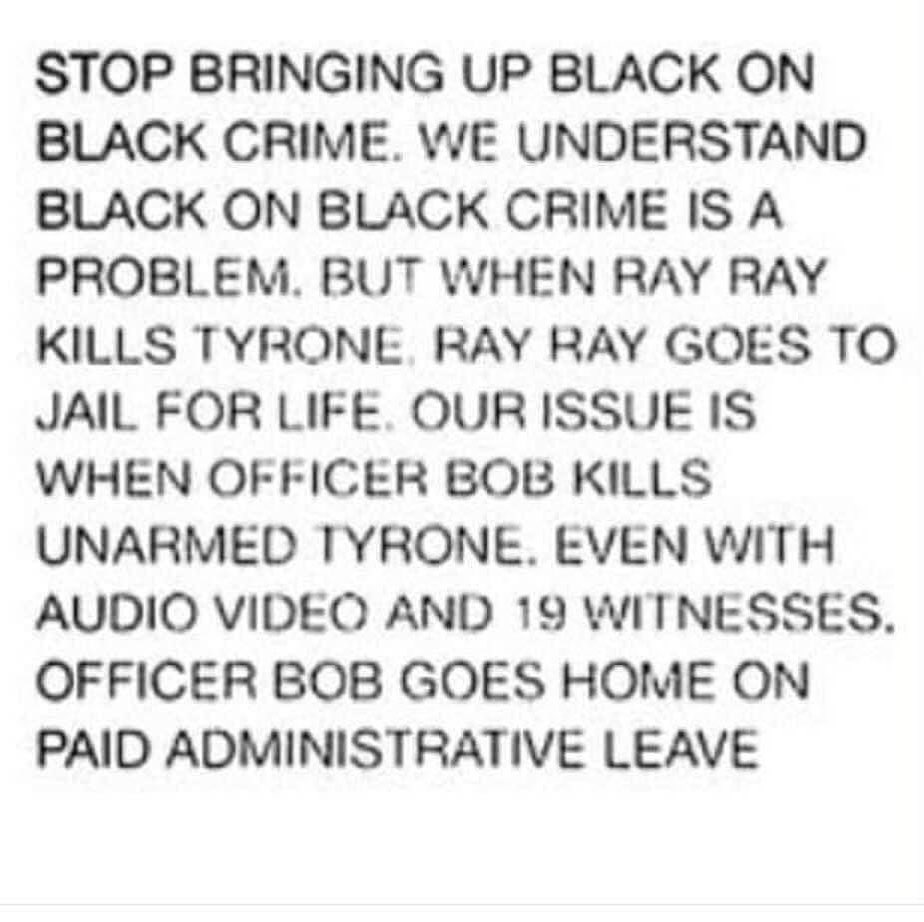 STOP BRINGING UP BLACK ON
BLACK CRIME. WE UNDERSTAND
BLACK ON BLACK CRIME IS A
PROBLEM. BUT WHEN RAY RAY
KILLS TYRONE, RAY RAY GOES TO
JAIL FOR LIFE. OUR ISSUE IS
WHEN OFFICER BOB KILLS
UNARMED TYRONE. EVEN WITH
AUDIO VIDEO AND 19 WITNESSES.
OFFICER BOB GOES HOME ON
PAID ADMINISTRATIVE LEAVE